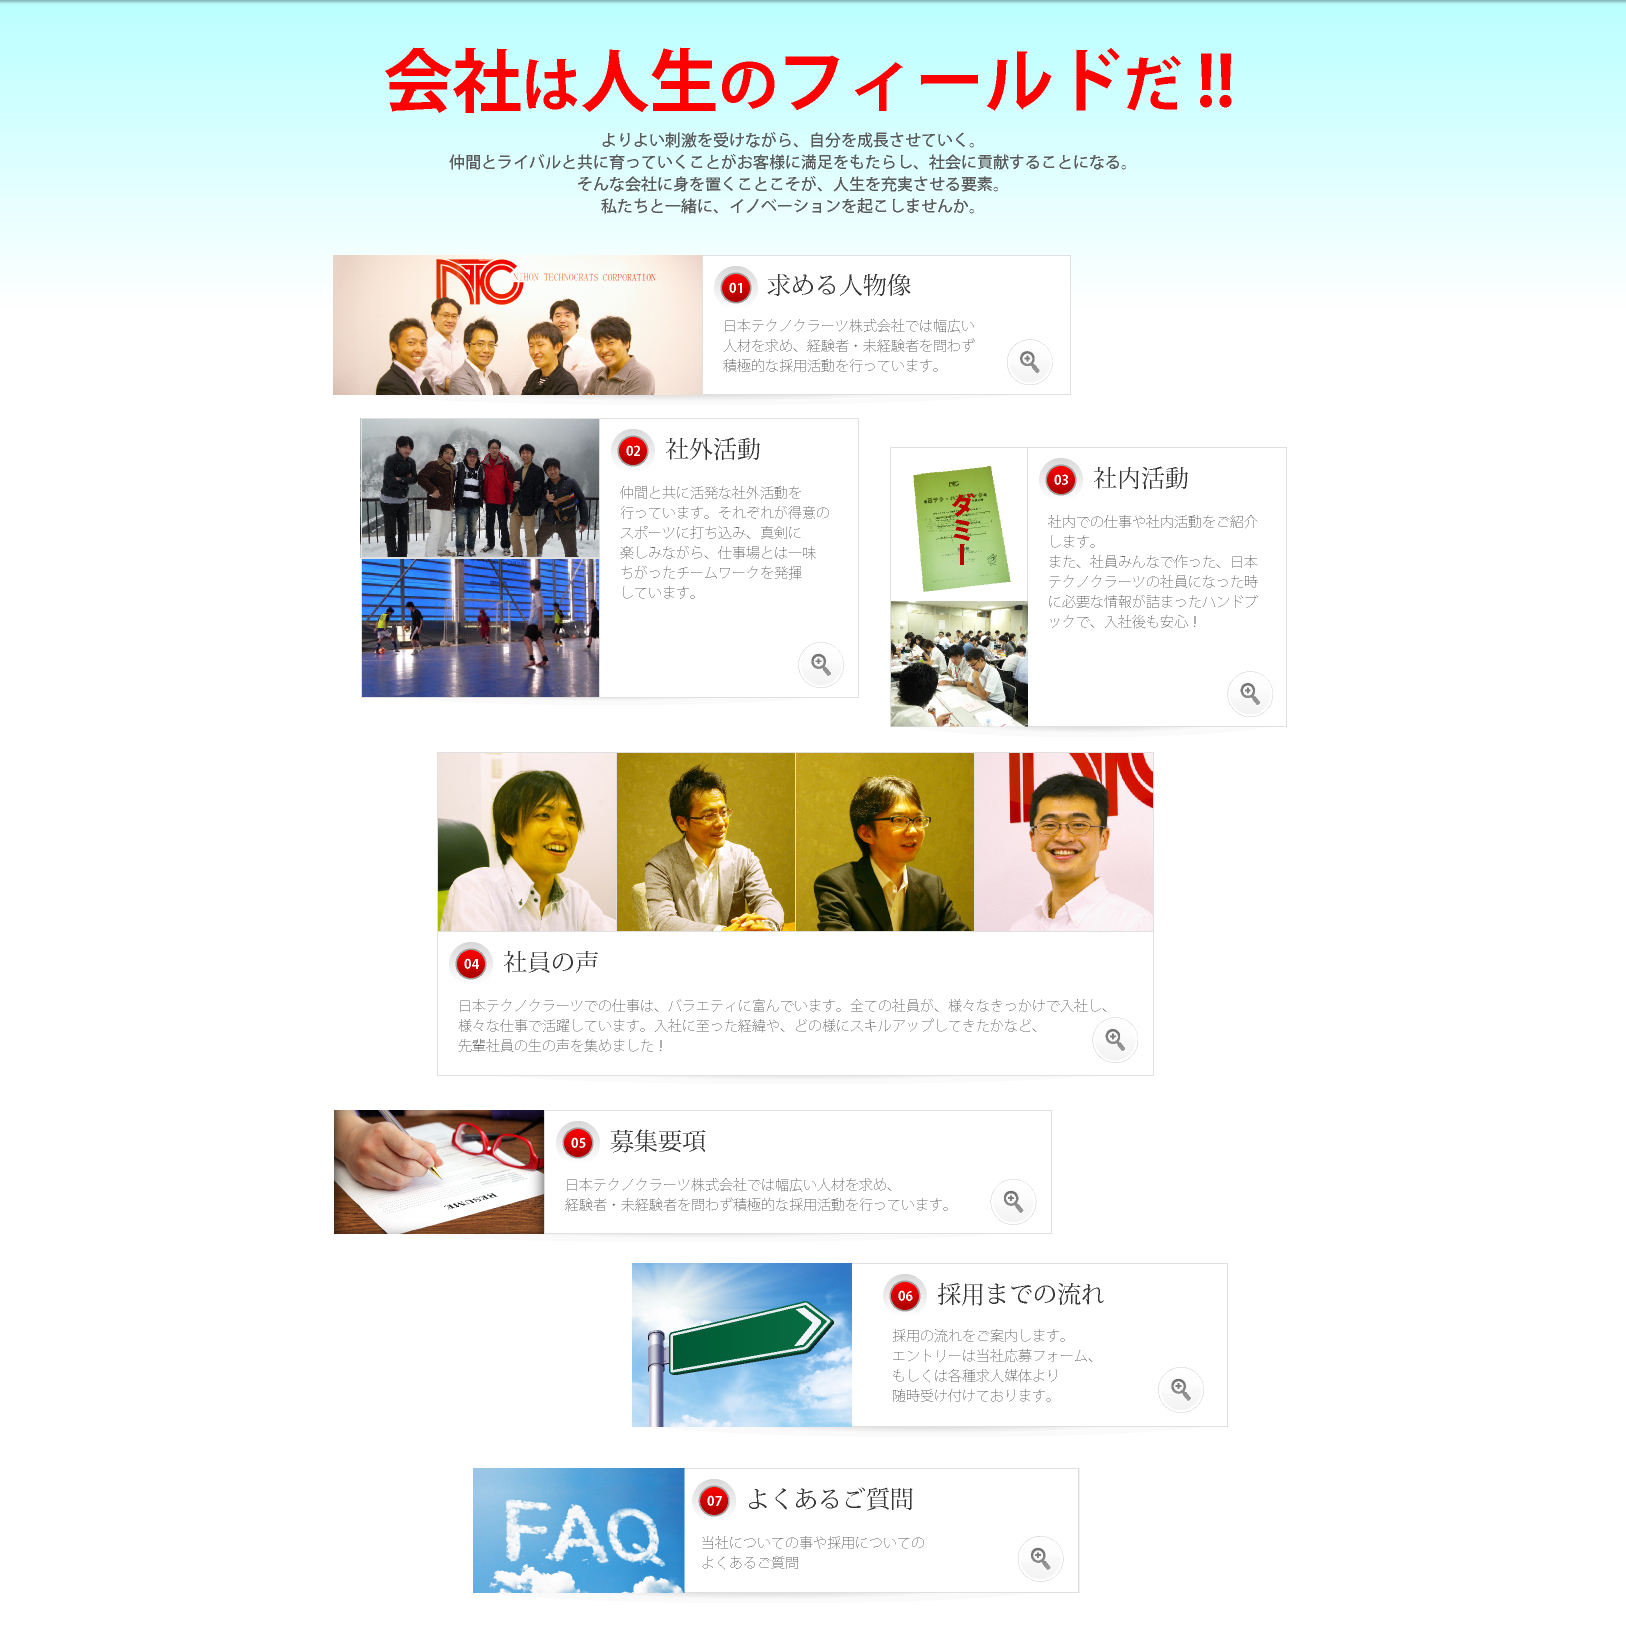 会社は人生のフィールドだ!!
よりよい刺激を受けながら、自分を成長させていく。
仲間とライバルと共に育っていくことがお客様に満足をもたらし、社会に貢献することになる。
そんな会社に身を置くことこそが、人生を充実させる要素。
私たちと一緒に、イノベーションを起こしませんか。
NTC
NIHON TECHNOCRATS CORPORATION
01 求める人物像
日本テクノクラーツ株式会社では幅広い
人材を求め、経験者・未経験者を問わず
積極的な採用活動を行っています。
02 社外活動
仲間と共に活発な社外活動を
行っています。それぞれが得意の
スポーツに打ち込み、真剣に
楽しみながら、仕事場とは一味
ちがったチームワークを発揮
しています。
ダミー
03 社内活動
社内での仕事や社内活動をご紹介
します。
また、社員みんなで作った、日本
テクノクラーツの社員になった時
に必要な情報が詰まったハンドブ
ックで、入社後も安心！
04 社員の声
日本テクノクラーツでの仕事は、バラエティに富んでいます。全ての社員が、様々なきっかけで入社し、
様々な仕事で活躍しています。入社に至った経緯や、どの様にスキルアップしてきたかなど、
先輩社員の生の声を集めました！
RESUME
05 募集要項
日本テクノクラーツ株式会社では幅広い人材を求め、
経験者・未経験者を問わず積極的な採用活動を行っています。
06 採用までの流れ
採用の流れをご案内します。
エントリーは当社応募フォーム、
もしくは各種求人媒体より
随時受け付けております。
FAQ
07 よくあるご質問
当社についての事や採用についての
よくあるご質問